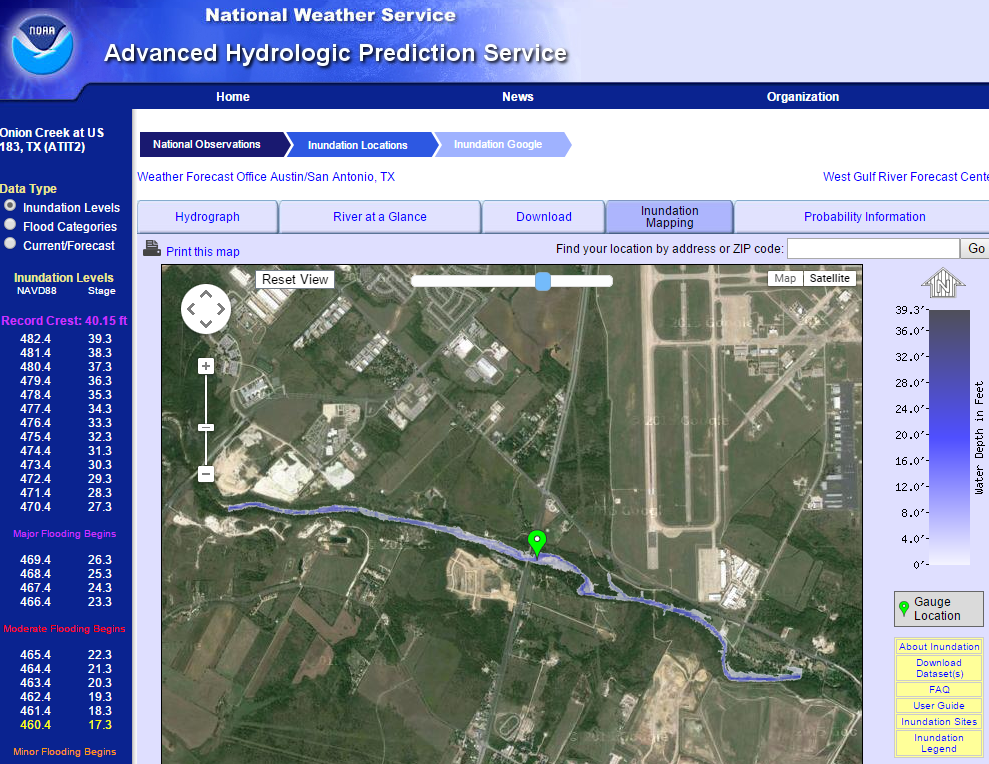 NOAA
National Weather Service
Advanced Hydrologic Prediction Service
Home
News
Organization
Onion Creek at US
183, TX (ATIT2)
Data Type
Inundation Levels
Flood Categories
Current/Forecast
Inundation Levels
NAVD88 Stage
Record Crest: 40.15 ft
482.4 39.3
481.4 38.3
480.4 37.3
479.4 36.3
478.4 35.3
477.4 34.3
476.4 33.3
475.4 32.3
474.4 31.3
473.4 30.3
472.4 29.3
471.4 28.3
470.4 27.3
Major Flooding Begins
469.4 26.3
468.4 25.3
467.4 24.3
466.4 23.3
Moderate Flooding Begins
465.4 22.3
464.4 21.3
463.4 20.3
462.4 19.3
461.4 18.3
460.4 17.3
Minor Flooding Begins
National Observations
Inundation Locations
Inundation Google
Weather Forecast Office Austin/San Antonio, TX
West Gulf River Forecast Cente
Hydrograph
River at a Glance
Download
Inundation
Mapping
Probability Information
Print this map
Find your location by address or ZIP code:
Go
Reset View
Map
Satellite
N
39.3'
36.0'
32.0'
28.0'
24.0'
20.0'
16.0'
12.0'
8.0'
4.0'
0'
Water Depth in Feet
Gauge
Location
About Inundation
Download
Dataset(s)
FAQ
User Guide
Inundation Sites
Inundation
Legend